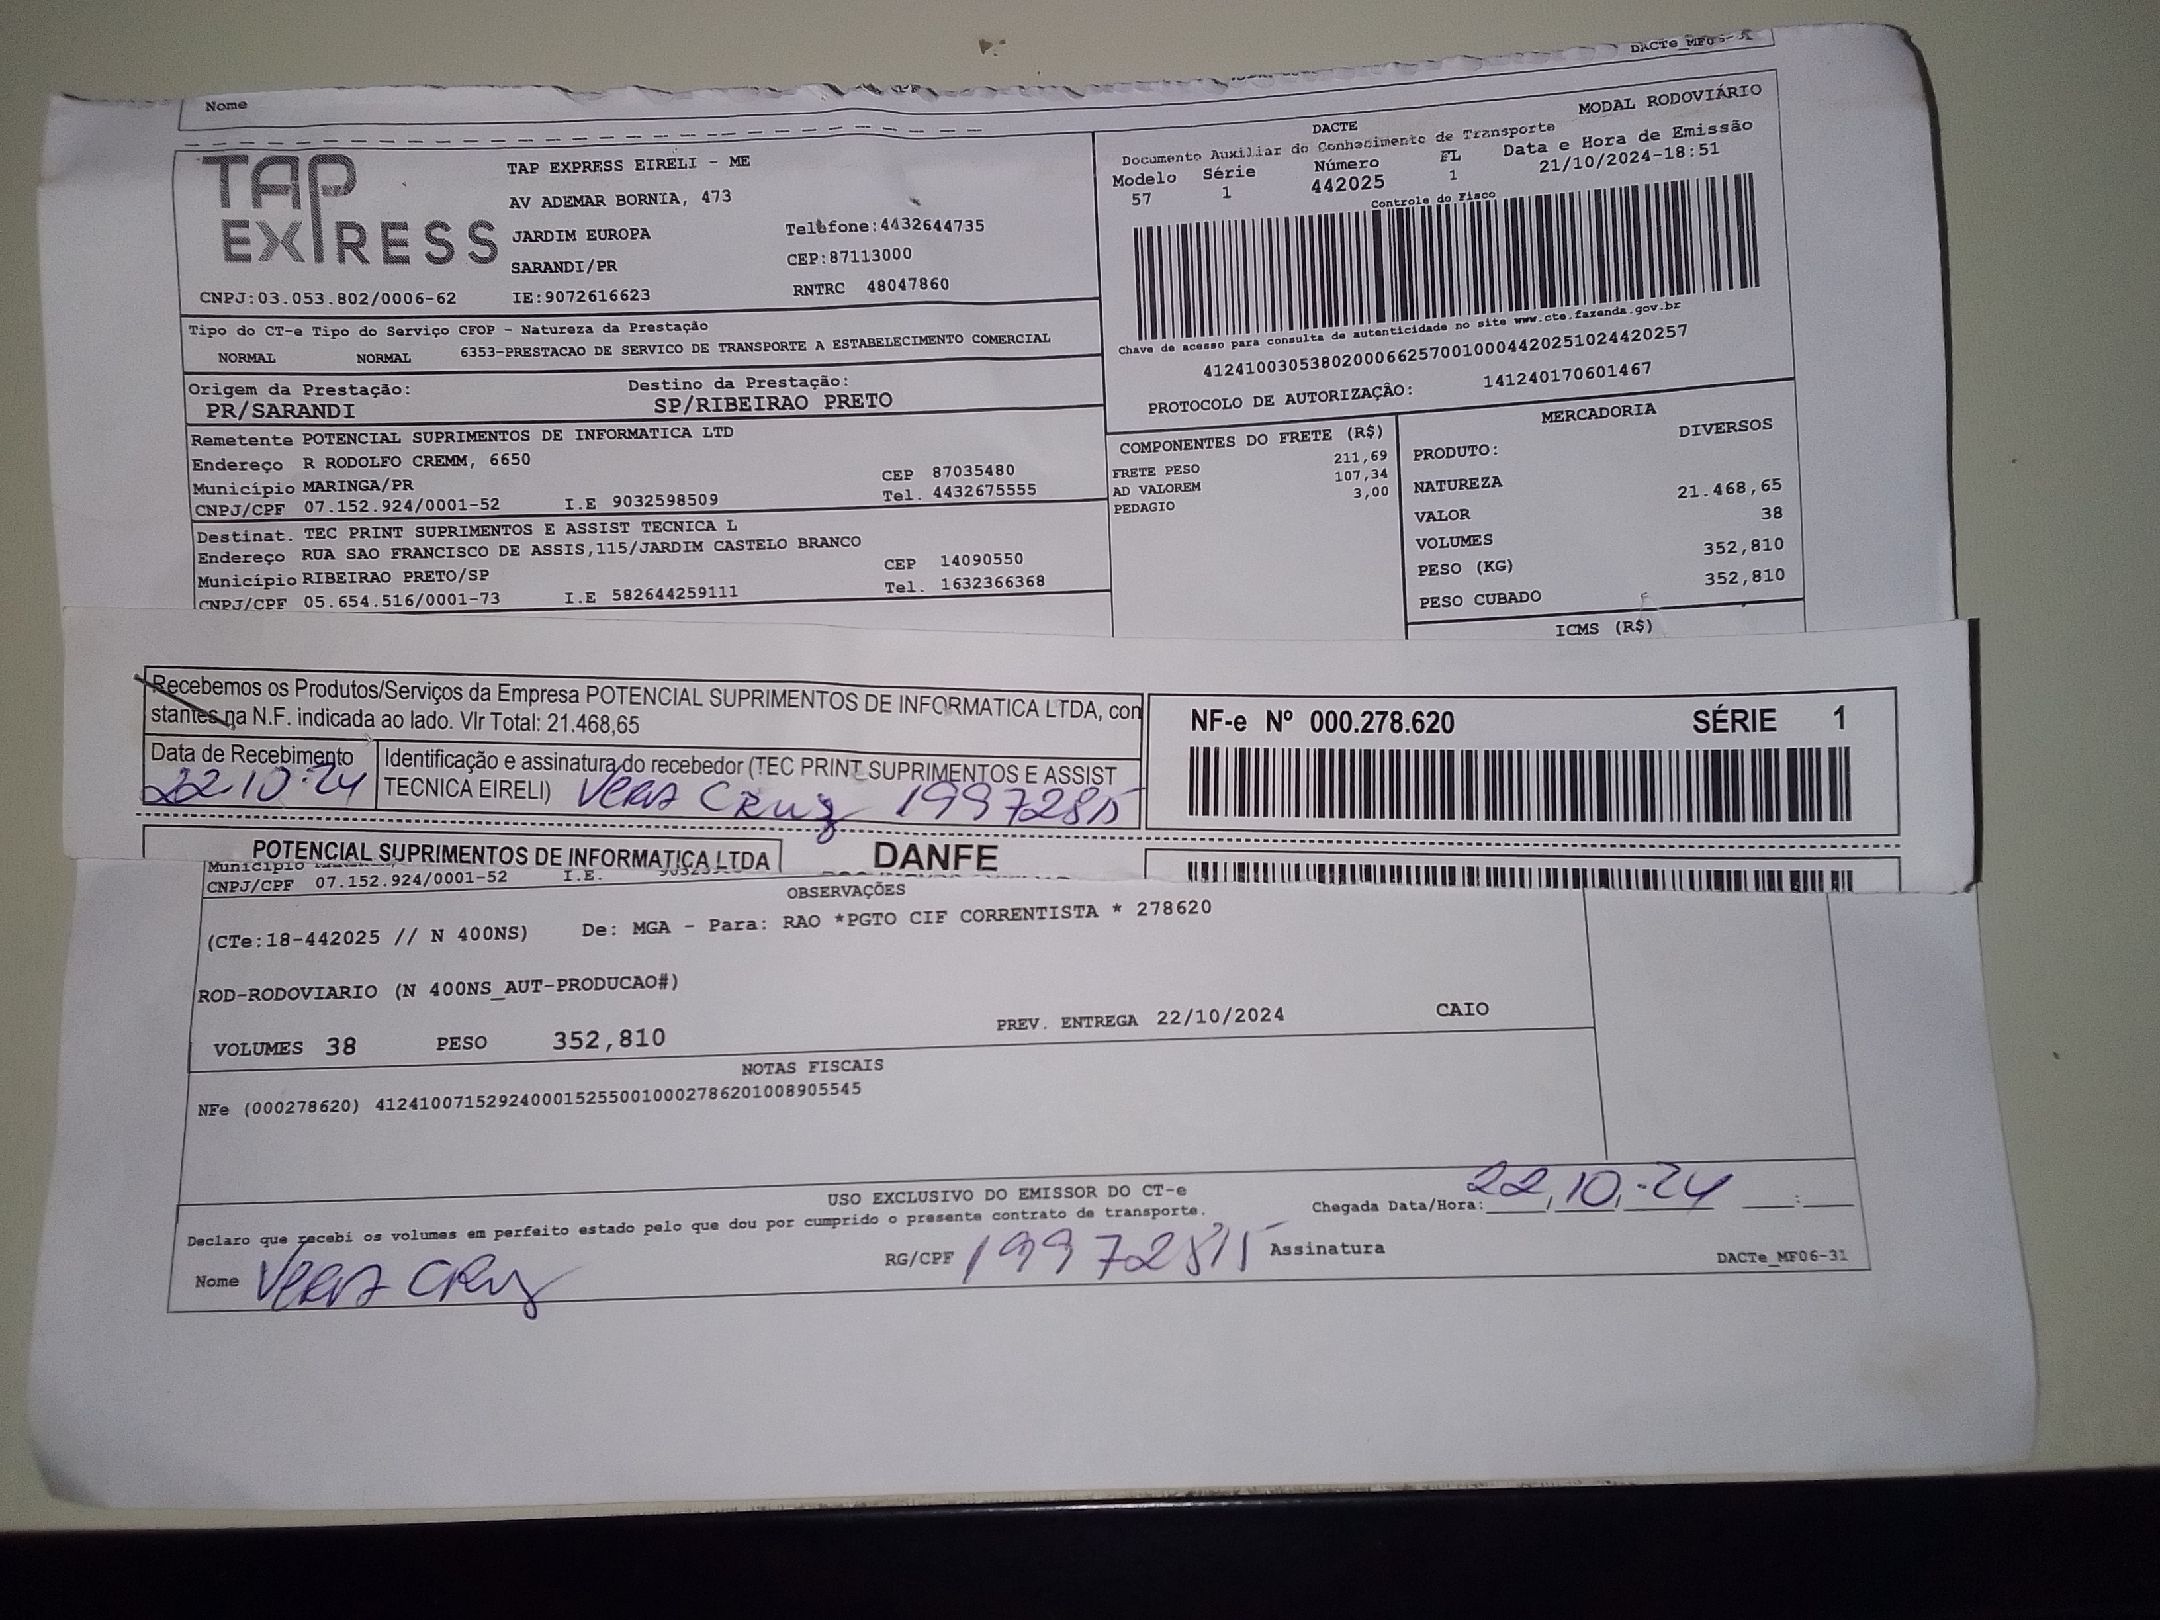 DACTe_MF06-31
Nome
TAP EXPRESS
TAP EXPRESS EIRELI - ME
AV ADEMAR BORNIA, 473
JARDIM EUROPA Telefone:4432644735
SARANDI/PR CEP:87113000
CNPJ:03.053.802/0006-62 IE:9072616623 RNTRC 48047860
DACTE MODAL RODOVIÁRIO
Documento Auxiliar do Conhecimento de Transporte
Modelo Série Número FL Data e Hora de Emissão
57 1 442025 1 21/10/2024-18:51
Controle do Fisco
Chave de acesso para consulta de autenticidade no site www.cte.fazenda.gov.br
41241003053802000662570010004420251024420257
PROTOCOLO DE AUTORIZAÇÃO: 141240170601467
Tipo do CT-e Tipo do Serviço CFOP - Natureza da Prestação
NORMAL NORMAL 6353-PRESTACAO DE SERVICO DE TRANSPORTE A ESTABELECIMENTO COMERCIAL
Origem da Prestação: Destino da Prestação:
PR/SARANDI SP/RIBEIRAO PRETO
Remetente POTENCIAL SUPRIMENTOS DE INFORMATICA LTD
Endereço R RODOLFO CREMM, 6650
Município MARINGA/PR CEP 87035480
CNPJ/CPF 07.152.924/0001-52 I.E 9032598509 Tel. 4432675555
Destinat. TEC PRINT SUPRIMENTOS E ASSIST TECNICA L
Endereço RUA SAO FRANCISCO DE ASSIS,115/JARDIM CASTELO BRANCO
Município RIBEIRAO PRETO/SP CEP 14090550
CNPJ/CPF 05.654.516/0001-73 I.E 582644259111 Tel. 1632366368
COMPONENTES DO FRETE (R$)
FRETE PESO 211,69
AD VALOREM 107,34
PEDAGIO 3,00
MERCADORIA
PRODUTO: DIVERSOS
NATUREZA
VALOR 21.468,65
VOLUMES 38
PESO (KG) 352,810
PESO CUBADO 352,810
ICMS (R$)
Recebemos os Produtos/Serviços da Empresa POTENCIAL SUPRIMENTOS DE INFORMATICA LTDA, con
stantes na N.F. indicada ao lado. Vlr Total: 21.468,65
Data de Recebimento
22.10.24
Identificação e assinatura do recebedor (TEC PRINT SUPRIMENTOS E ASSIST
TECNICA EIRELI) VERA CRUZ 19972815
NF-e Nº 000.278.620 SÉRIE 1
POTENCIAL SUPRIMENTOS DE INFORMATICA LTDA DANFE
Município
CNPJ/CPF 07.152.924/0001-52 I.E.
OBSERVAÇÕES
(CTe:18-442025 // N 400NS) De: MGA - Para: RAO *PGTO CIF CORRENTISTA * 278620
ROD-RODOVIARIO (N 400NS_AUT-PRODUCAO#)
VOLUMES 38 PESO 352,810 PREV. ENTREGA 22/10/2024 CAIO
NOTAS FISCAIS
NFe (000278620) 41241007152924000152550010002786201008905545
USO EXCLUSIVO DO EMISSOR DO CT-e
Declaro que recebi os volumes em perfeito estado pelo que dou por cumprido o presente contrato de transporte.
Chegada Data/Hora: 22.10.24
Nome VERA CRUZ RG/CPF 19972815 Assinatura
DACTe_MF06-31